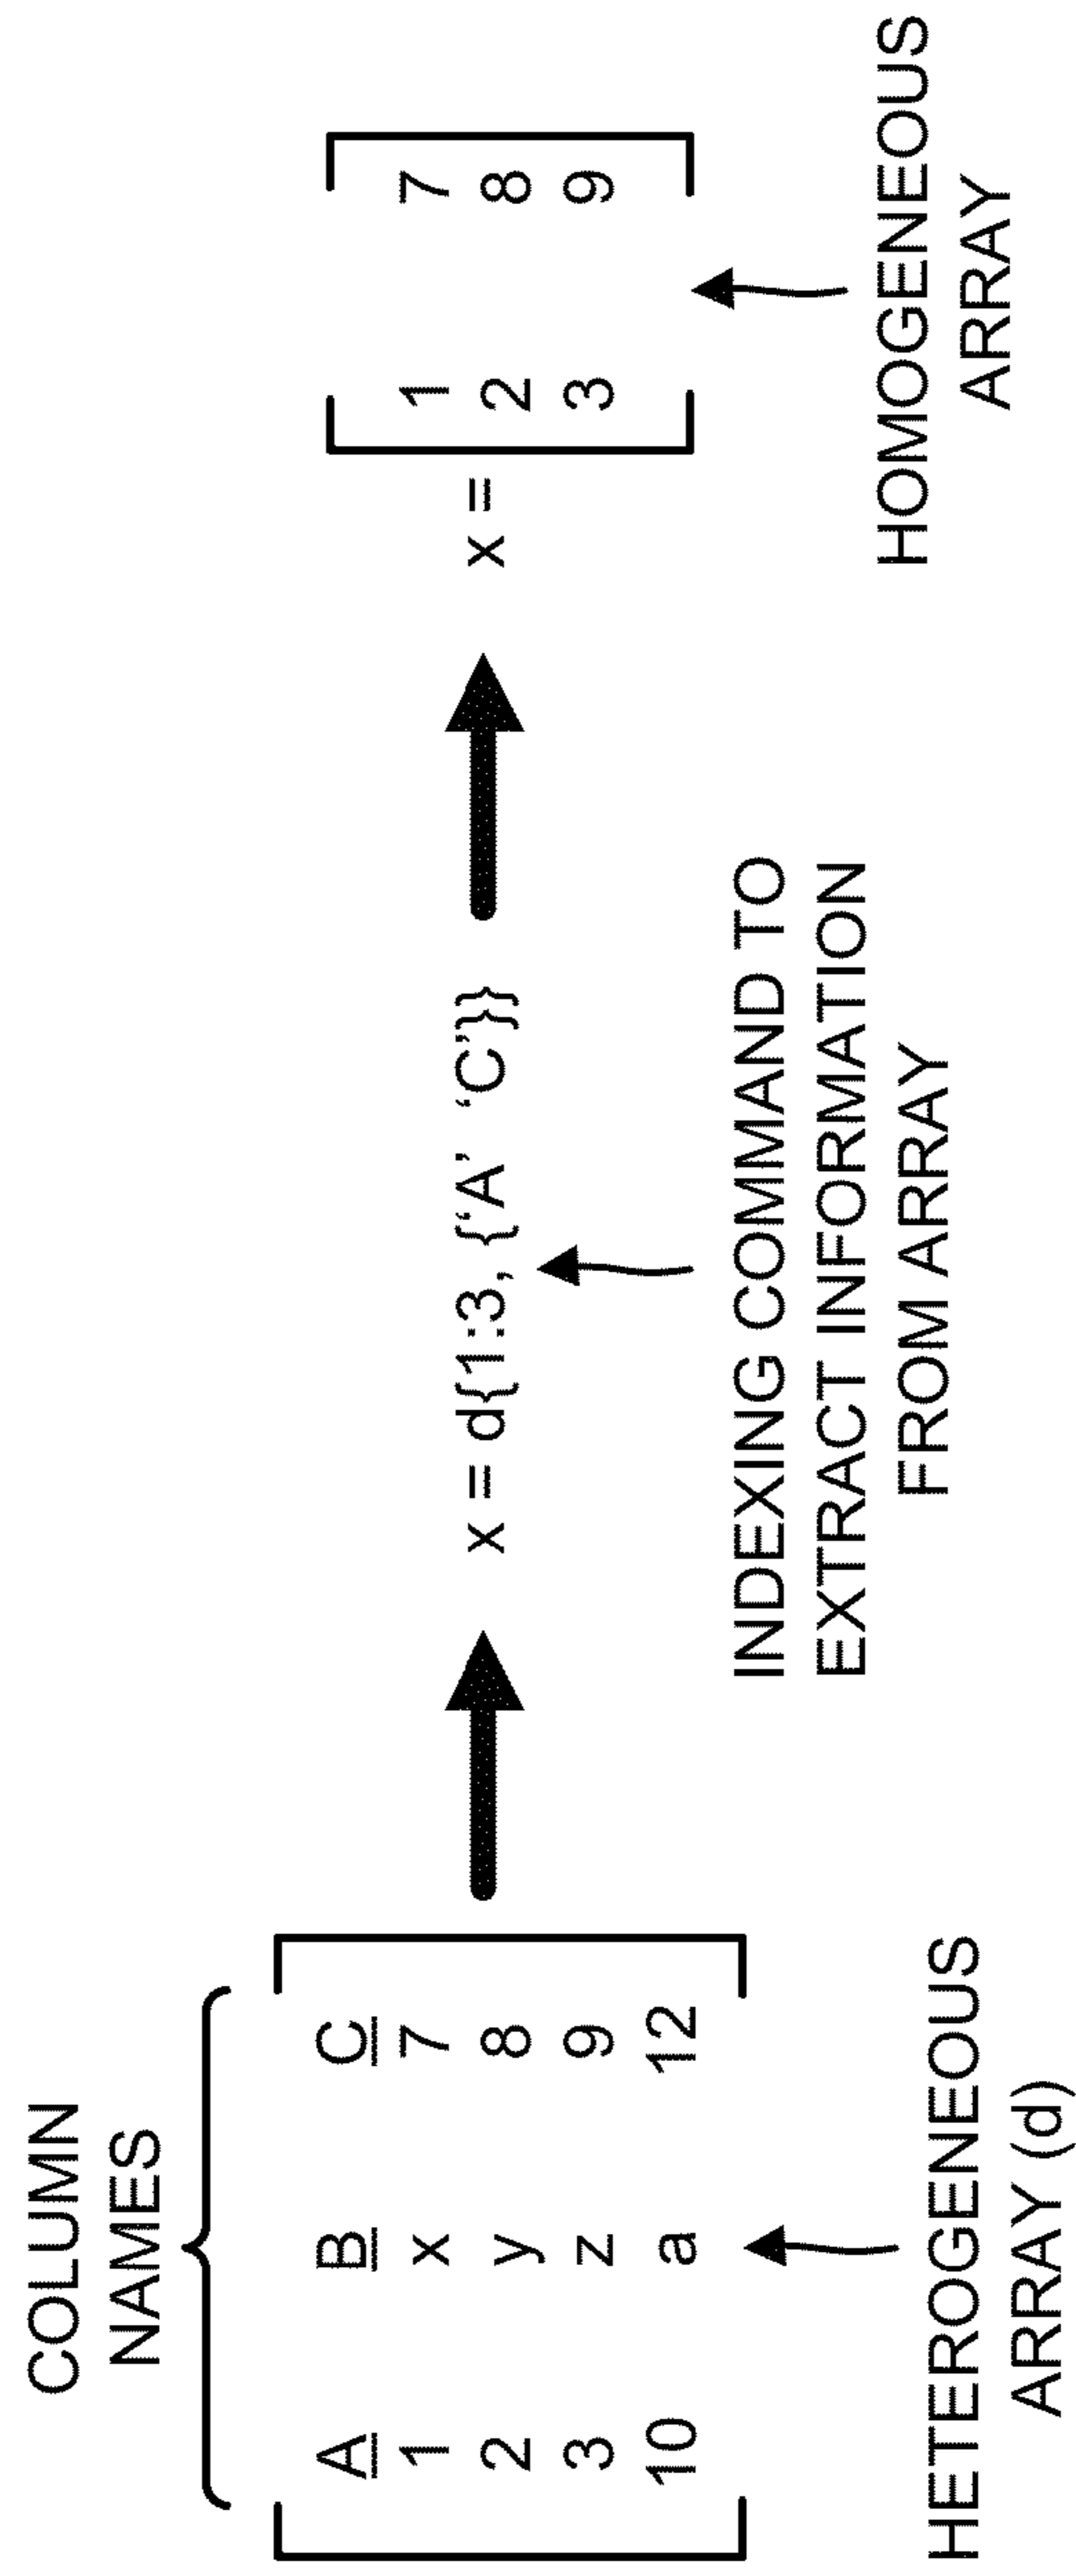 COLUMN
NAMES
A B C
1 x 7
2 y 8
3 z 9
10 a 12
HETEROGENEOUS
ARRAY (d)
x = d{1:3, {‘A’ ‘C’}}
INDEXING COMMAND TO
EXTRACT INFORMATION
FROM ARRAY
x =
1 7
2 8
3 9
HOMOGENEOUS
ARRAY